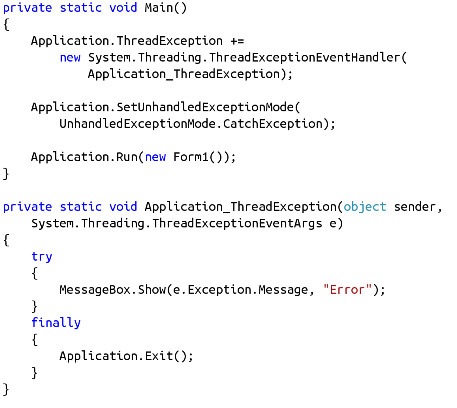 private static void Main()
{
    Application.ThreadException +=
        new System.Threading.ThreadExceptionEventHandler(
            Application_ThreadException);

    Application.SetUnhandledExceptionMode(
        UnhandledExceptionMode.CatchException);

    Application.Run(new Form1());
}

private static void Application_ThreadException(object sender,
    System.Threading.ThreadExceptionEventArgs e)
{
    try
    {
        MessageBox.Show(e.Exception.Message, "Error");
    }
    finally
    {
        Application.Exit();
    }
}